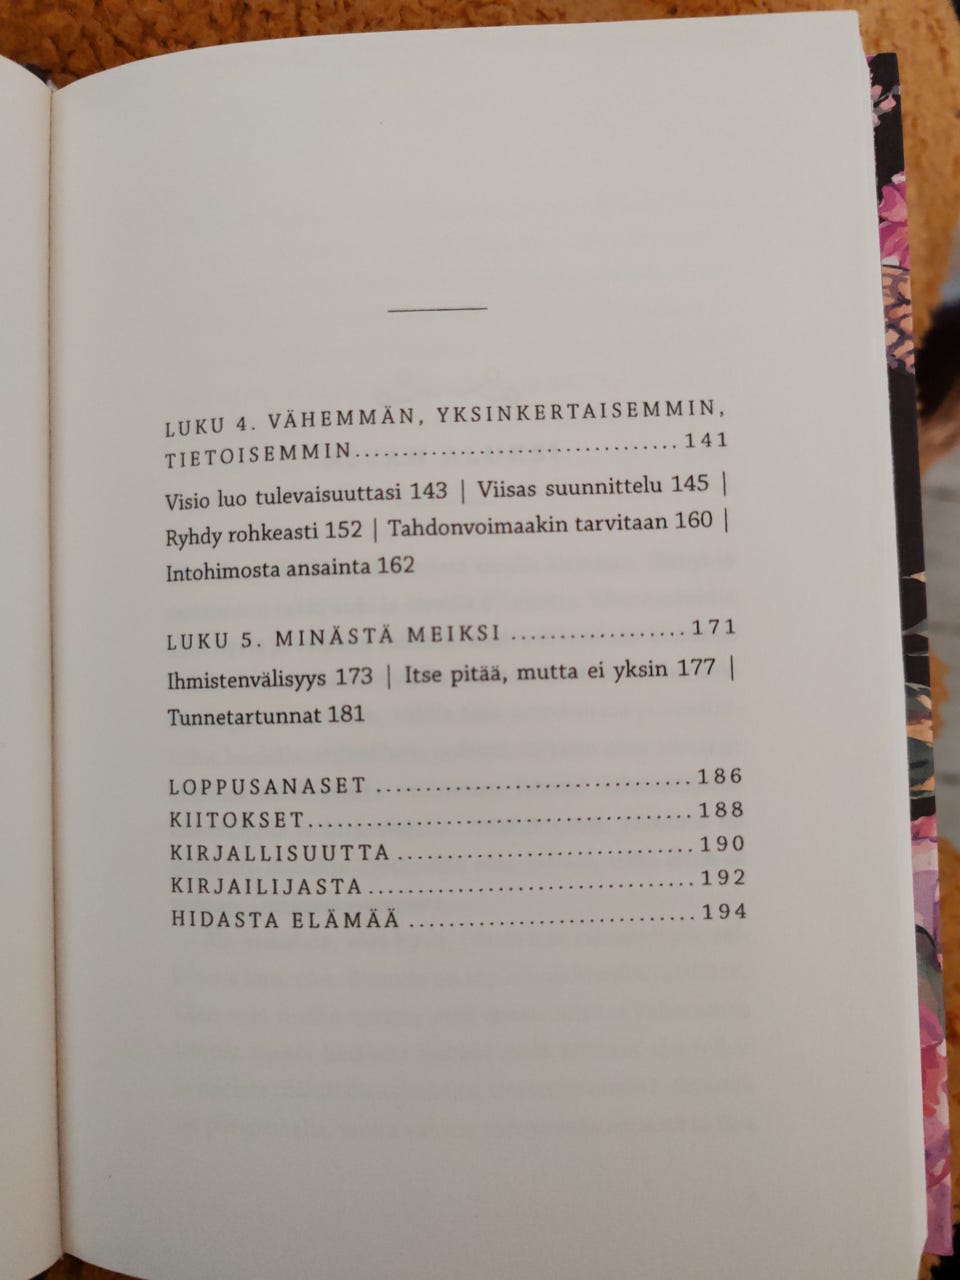 LUKU 4. VÄHEMMÄN, YKSINKERTAISEMMIN,
TIETOISEMMIN................................141
Visio luo tulevaisuuttasi 143 | Viisas suunnittelu 145 |
Ryhdy rohkeasti 152 | Tahdonvoimaakin tarvitaan 160 |
Intohimosta ansainta 162
LUKU 5. MINÄSTÄ MEIKSI ..................171
Ihmistenvälisyys 173 | Itse pitää, mutta ei yksin 177 |
Tunnetartunnat 181
LOPPUSANASET ................................186
KIITOKSET.......................................188
KIRJALLISUUTTA ..............................190
KIRJAILIJASTA .................................192
HIDASTA ELÄMÄÄ .............................194